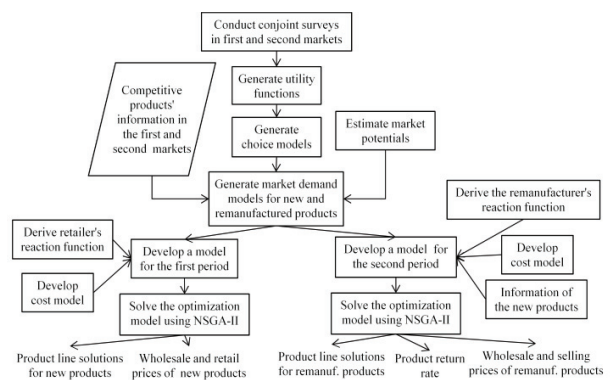 Conduct conjoint surveys
in first and second markets
Generate utility
functions
Competitive
products'
information in
the first and
second markets
Generate
choice models
Estimate market
potentials
Generate market demand
models for new and
remanufactured products
Derive the remanufacturer's
reaction function
Derive retailer's
reaction function
Develop a model
for the first period
Develop a model for
the second period
Develop
cost model
Develop
cost model
Information of
the new products
Solve the optimization
model using NSGA-II
Solve the optimization
model using NSGA-II
Product line solutions
for new products
Wholesale and retail
prices of new products
Product line solutions
for remanuf. products
Product return
rate
Wholesale and selling
prices of remanuf. products